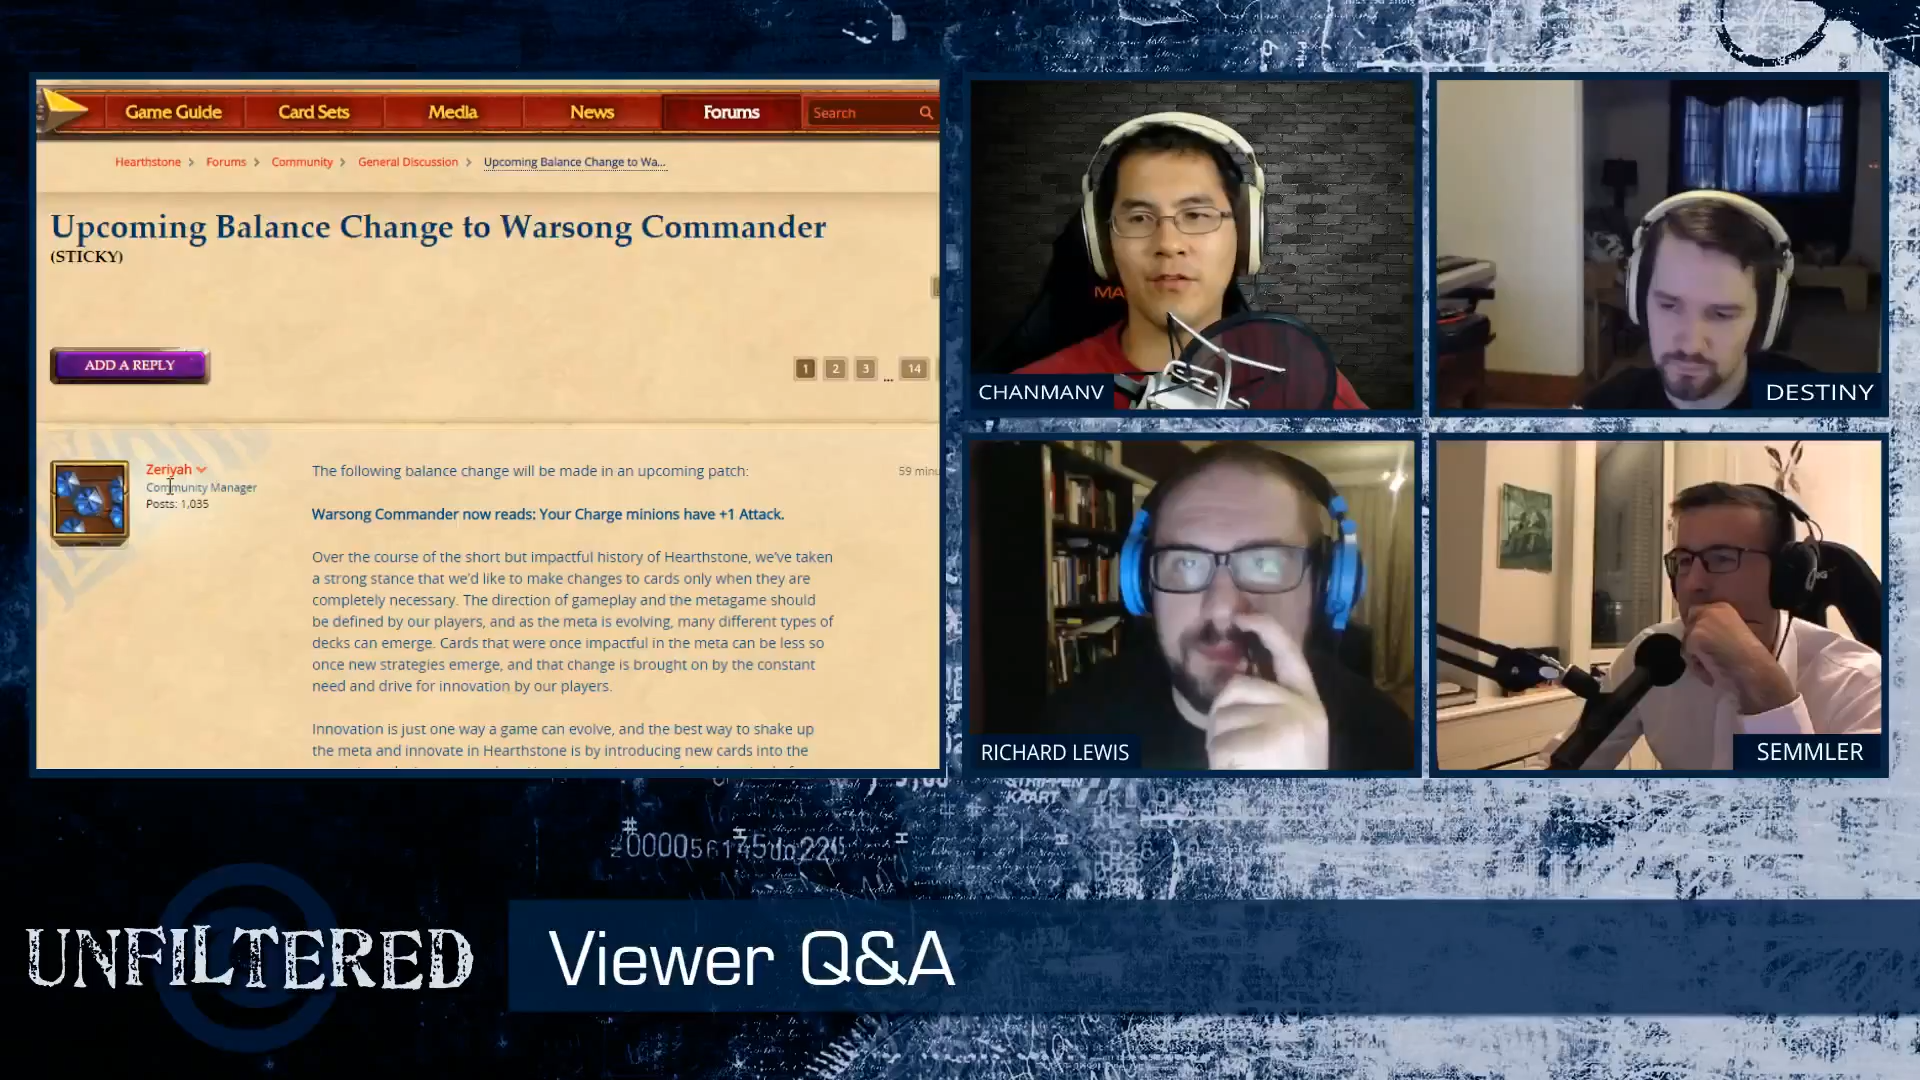 Game Guide
Card Sets
Media
News
Forums
Search
Hearthstone > Forums > Community > General Discussion > Upcoming Balance Change to Wa...
Upcoming Balance Change to Warsong Commander
(STICKY)
ADD A REPLY
1 2 3 ... 14
Zeriyah
Community Manager
Posts: 1,035
59 minu
The following balance change will be made in an upcoming patch:
Warsong Commander now reads: Your Charge minions have +1 Attack.
Over the course of the short but impactful history of Hearthstone, we've taken
a strong stance that we'd like to make changes to cards only when they are
completely necessary. The direction of gameplay and the metagame should
be defined by our players, and as the meta is evolving, many different types of
decks can emerge. Cards that were once impactful in the meta can be less so
once new strategies emerge, and that change is brought on by the constant
need and drive for innovation by our players.
Innovation is just one way a game can evolve, and the best way to shake up
the meta and innovate in Hearthstone is by introducing new cards into the
MA
CHANMANV
DESTINY
RICHARD LEWIS
SEMMLER
UNFILTERED
Viewer Q&A